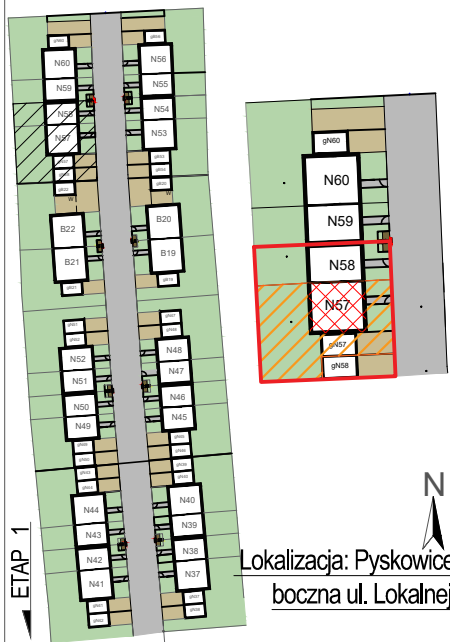 gN60
N60
N56
N59
N55
N58
N54
N57
N53
W
W
B22
B20
B21
B19
N52
N48
N51
N47
N50
N46
N49
N45
N44
N40
N43
N39
N42
N38
N41
N37
ETAP 1
gN60
N60
N59
N58
N57
gN57
gN58
N
Lokalizacja: Pyskowice
boczna ul. Lokalnej